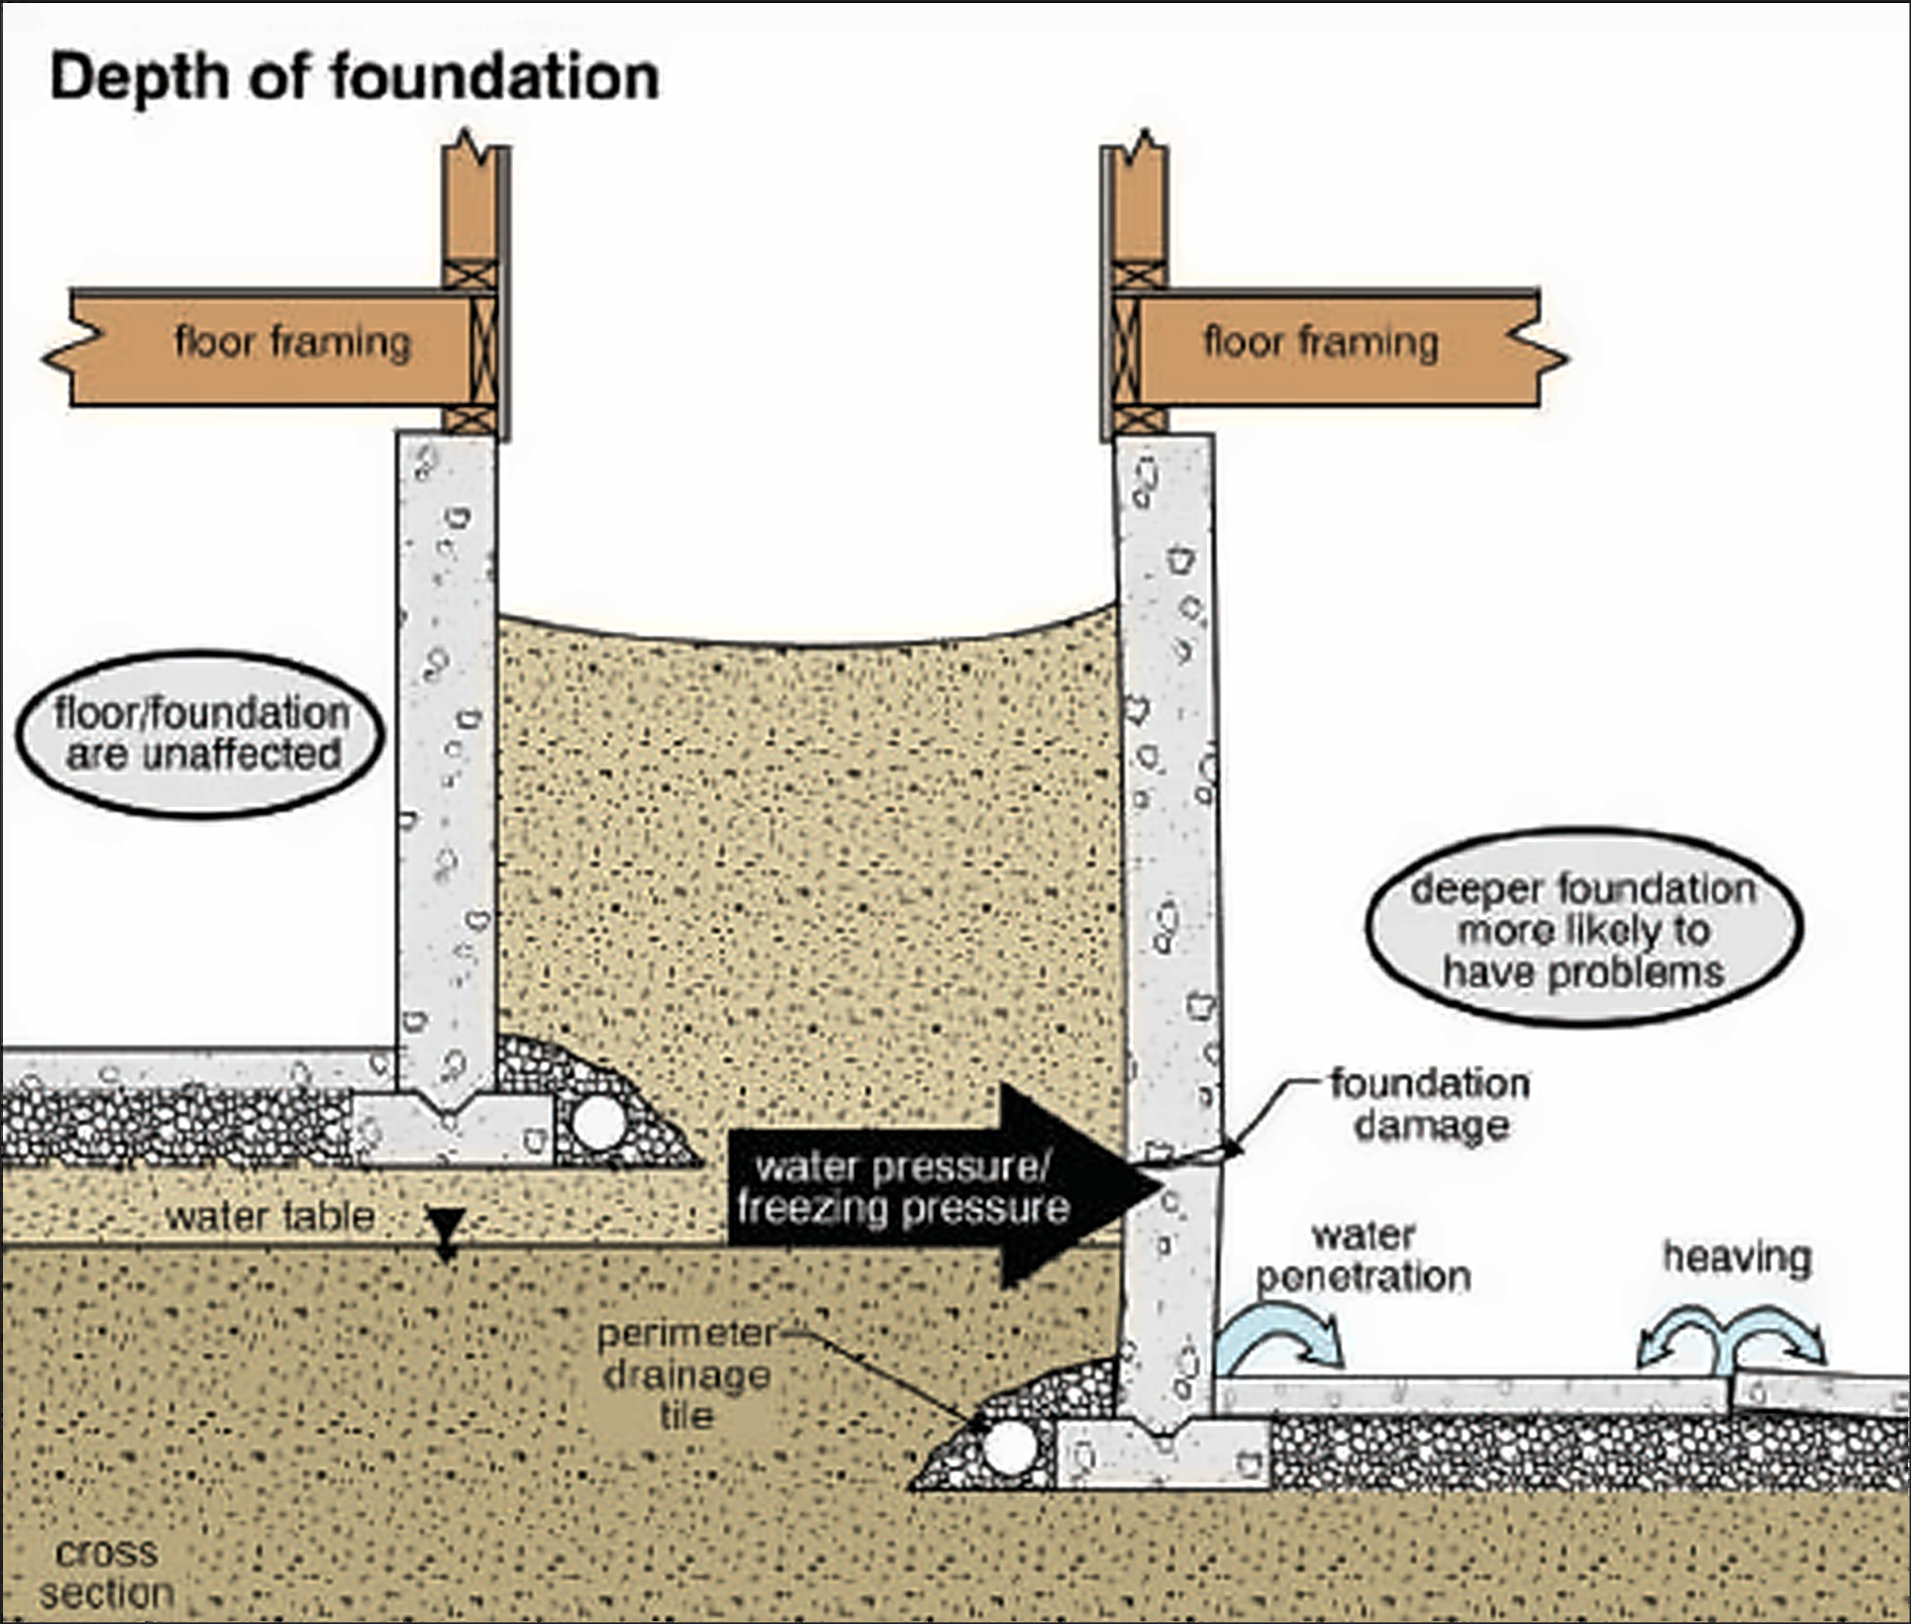 Depth of foundation
floor framing
floor framing
floor/foundation
are unaffected
deeper foundation
more likely to
have problems
foundation
damage
water pressure/
freezing pressure
water table
water
penetration
heaving
perimeter
drainage
tile
cross
section